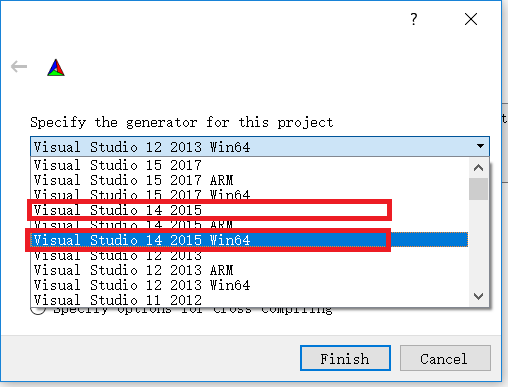 ?
Specify the generator for this project
Visual Studio 12 2013 Win64
Visual Studio 15 2017
Visual Studio 15 2017 ARM
Visual Studio 15 2017 Win64
Visual Studio 14 2015
Visual Studio 14 2015 ARM
Visual Studio 14 2015 Win64
Visual Studio 12 2013
Visual Studio 12 2013 ARM
Visual Studio 12 2013 Win64
Visual Studio 11 2012
Specify options for cross-compiling
Finish
Cancel